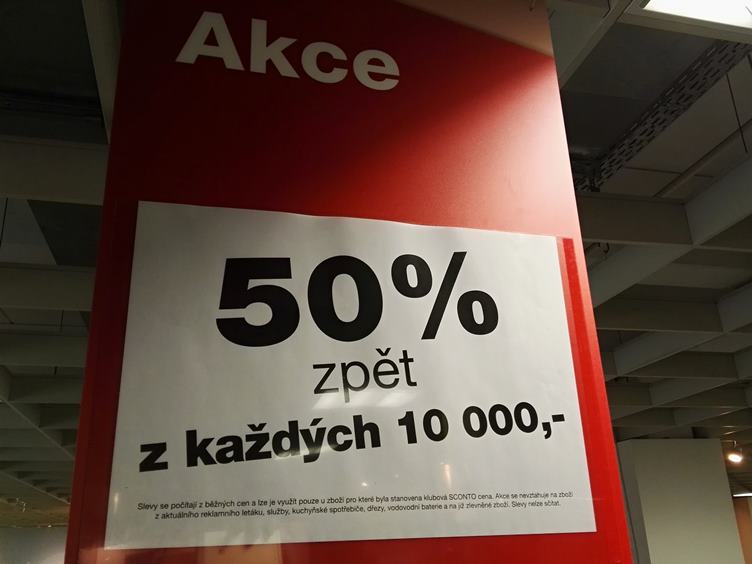 Akce
50%
zpět
z každých 10 000,-
Slevy se počítají z běžných cen a lze je využít pouze u zboží pro které byla stanovena klubová SCONTO cena. Akce se nevztahuje na zboží
z aktuálního reklamního letáku, služby, kuchyňské spotřebiče, dřezy, vodovodní baterie a na již zlevněné zboží. Slevy nelze sčítat.